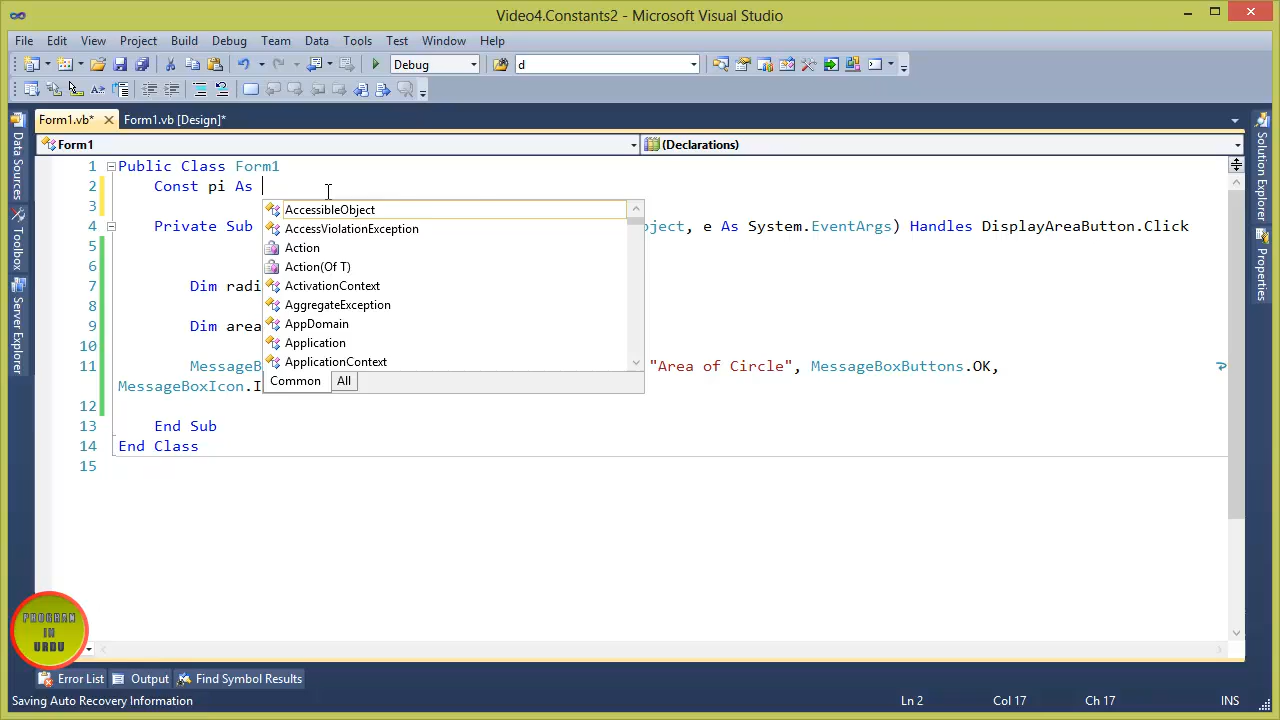 Video4.Constants2 - Microsoft Visual Studio
File Edit View Project Build Debug Team Data Tools Test Window Help
Debug d
Form1.vb* Form1.vb [Design]*
Form1 (Declarations)
1 Public Class Form1
2 Const pi As
3
4 Private Sub bject, e As System.EventArgs) Handles DisplayAreaButton.Click
5
6
7 Dim radi
8
9 Dim area
10
11 MessageB "Area of Circle", MessageBoxButtons.OK,
MessageBoxIcon.I
12
13 End Sub
14 End Class
15
AccessibleObject
AccessViolationException
Action
Action(Of T)
ActivationContext
AggregateException
AppDomain
Application
ApplicationContext
Common All
Data Sources
Toolbox
Server Explorer
Solution Explorer
Properties
PROGRAM
IN
URDU
Error List Output Find Symbol Results
Saving Auto Recovery Information Ln 2 Col 17 Ch 17 INS